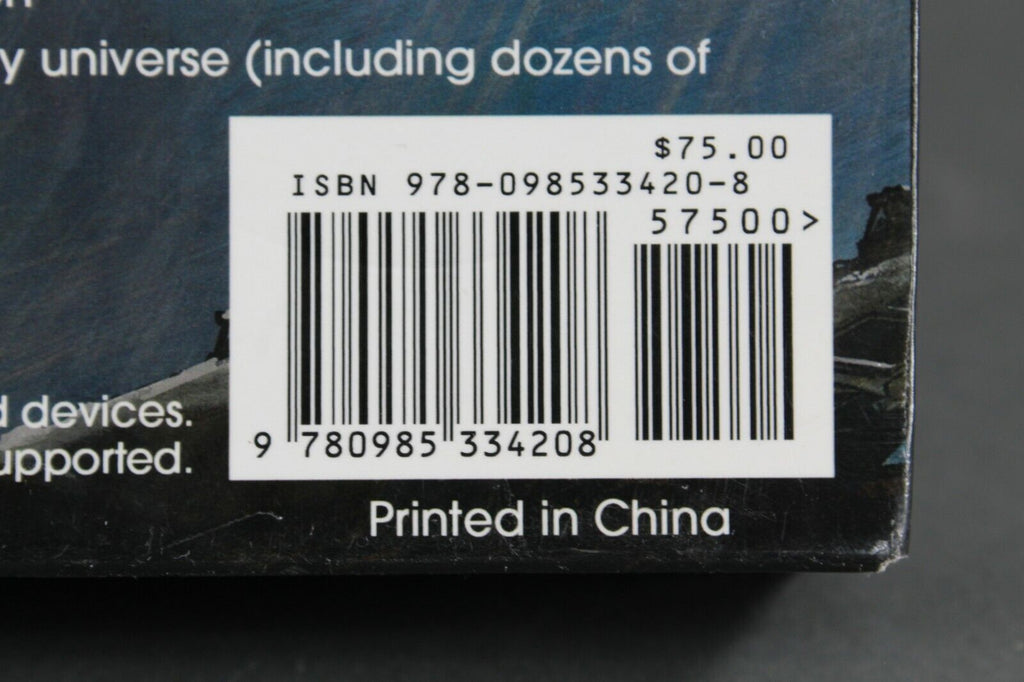 y universe (including dozens of
$75.00
ISBN 978-098533420-8
57500>
9 780985 334208
d devices.
upported.
Printed in China